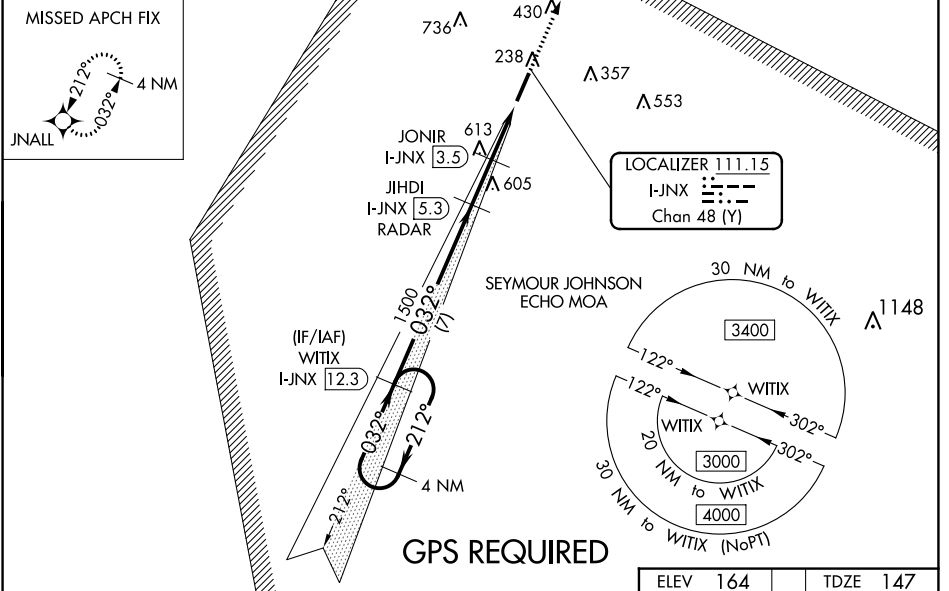 MISSED APCH FIX
212°
4 NM
032°
JNALL
736
430
238
357
553
JONIR
I-JNX 3.5
613
605
JIHDI
I-JNX 5.3
RADAR
LOCALIZER 111.15
I-JNX
Chan 48 (Y)
SEYMOUR JOHNSON
ECHO MOA
1500
032°
(7)
(IF/IAF)
WITIX
I-JNX 12.3
032°
212°
4 NM
212°
30 NM to WITIX
3400
1148
122°
WITIX
302°
122°
WITIX
302°
3000
20 NM to WITIX
4000
30 NM to WITIX (NoPT)
GPS REQUIRED
ELEV 164
TDZE 147